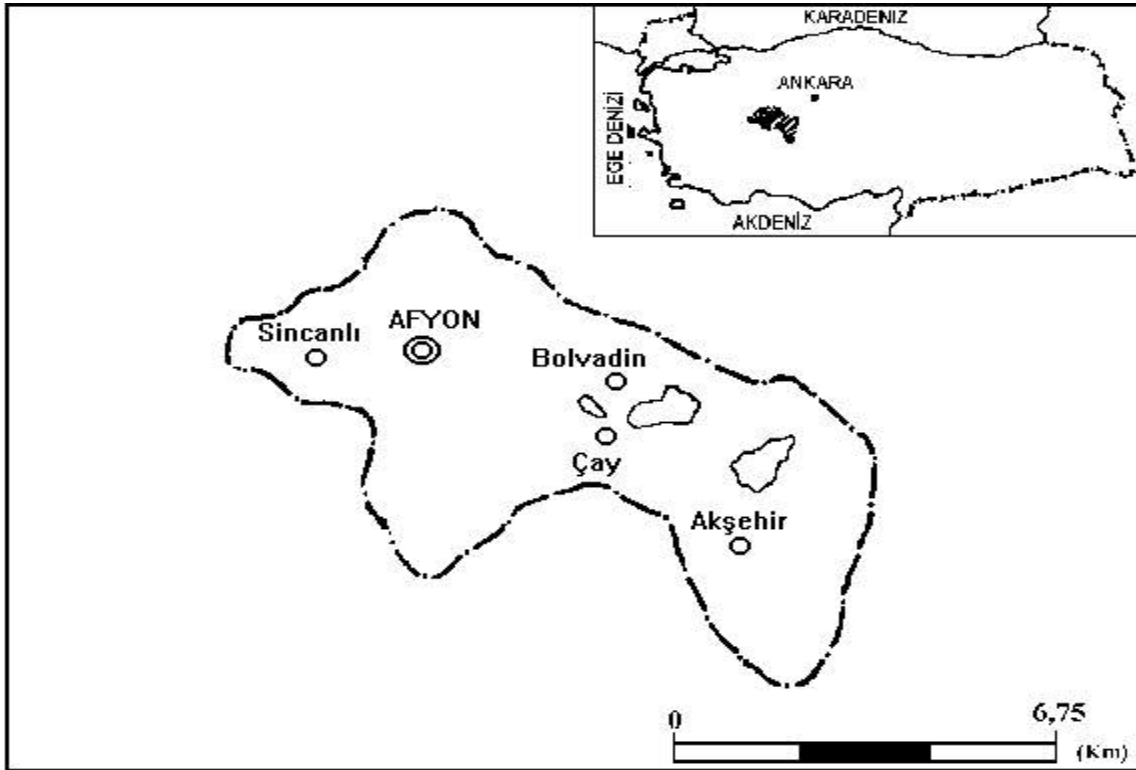 KARADENİZ
ANKARA
EGE DENİZİ
AKDENİZ
Sincanlı
AFYON
Bolvadin
Çay
Akşehir
0 6,75
(Km)